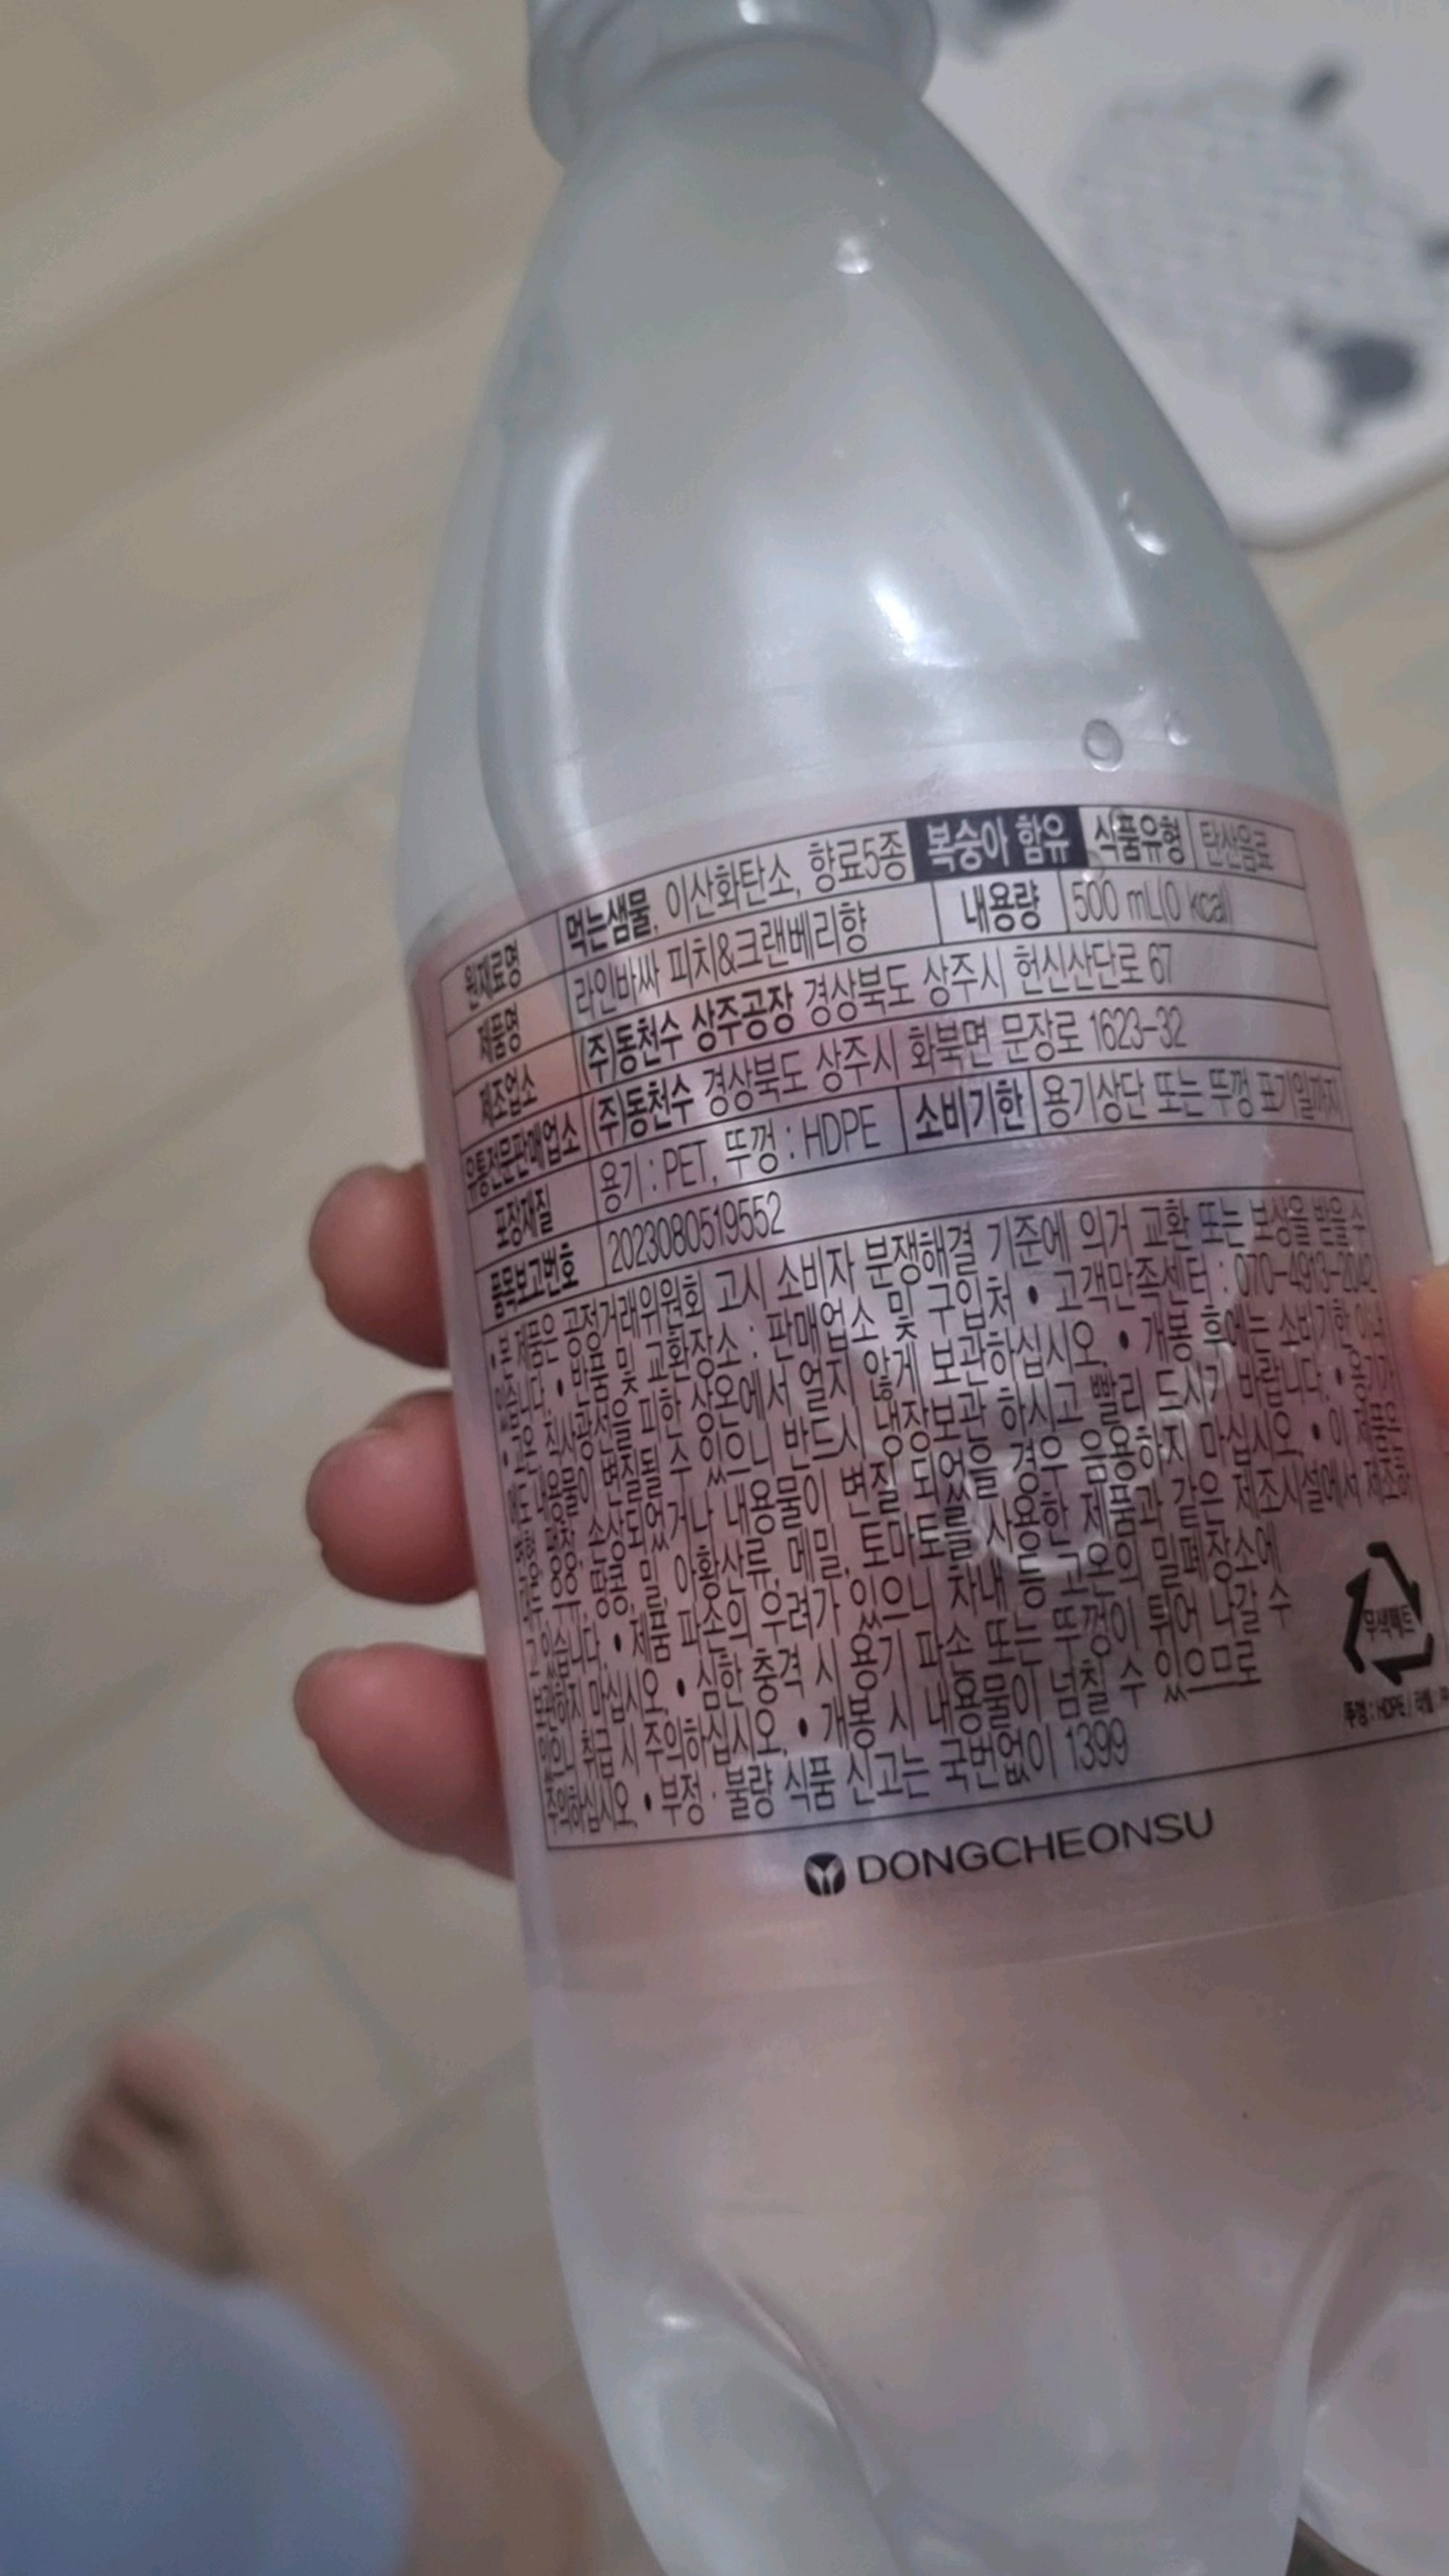 원재료명 먹는샘물, 이산화탄소, 향료5종 복숭아 함유 식품유형 탄산음료
제품명 라인바싸 피치&크랜베리향 내용량 500 mL(0 kcal)
제조업소 (주)동천수 상주공장 경상북도 상주시 헌신산단로 67
유통전문판매업소 (주)동천수 경상북도 상주시 화북면 문장로 1623-32
포장재질 용기 : PET, 뚜껑 : HDPE 소비기한 용기상단 또는 뚜껑 표기일까지
품목보고번호 2023080519552
• 본 제품은 공정거래위원회 고시 소비자 분쟁해결 기준에 의거 교환 또는 보상을 받을 수
있습니다. • 반품 및 교환장소 : 판매업소 및 구입처 • 고객만족센터 : 070-4913-2042
직사광선을 피한 상온에서 얼지 않게 보관하십시오. • 개봉 후에는 소비기한
내용물이 변질될 수 있으니 반드시 냉장보관 하시고 빨리 드시기 바랍니다. • 용기가
소상되었거나 내용물이 변질 되었을 경우 음용하지 마십시오. • 이 제품은
우유, 땅콩, 밀, 아황산류, 메밀, 토마토를 사용한 제품과 같은 제조시설에서 제조하
고 있습니다. • 제품 파손의 우려가 있으니 차내 등 고온의 밀폐장소에
보관하지 마십시오. • 심한 충격 시 용기 파손 또는 뚜껑이 튀어 나갈 수
있으니 취급 시 주의하십시오. • 개봉 시 내용물이 넘칠 수 있으므로
주의하십시오. • 부정 · 불량 식품 신고는 국번없이 1399
무색페트
뚜껑 : HDPE / 라벨 :
DONGCHEONSU